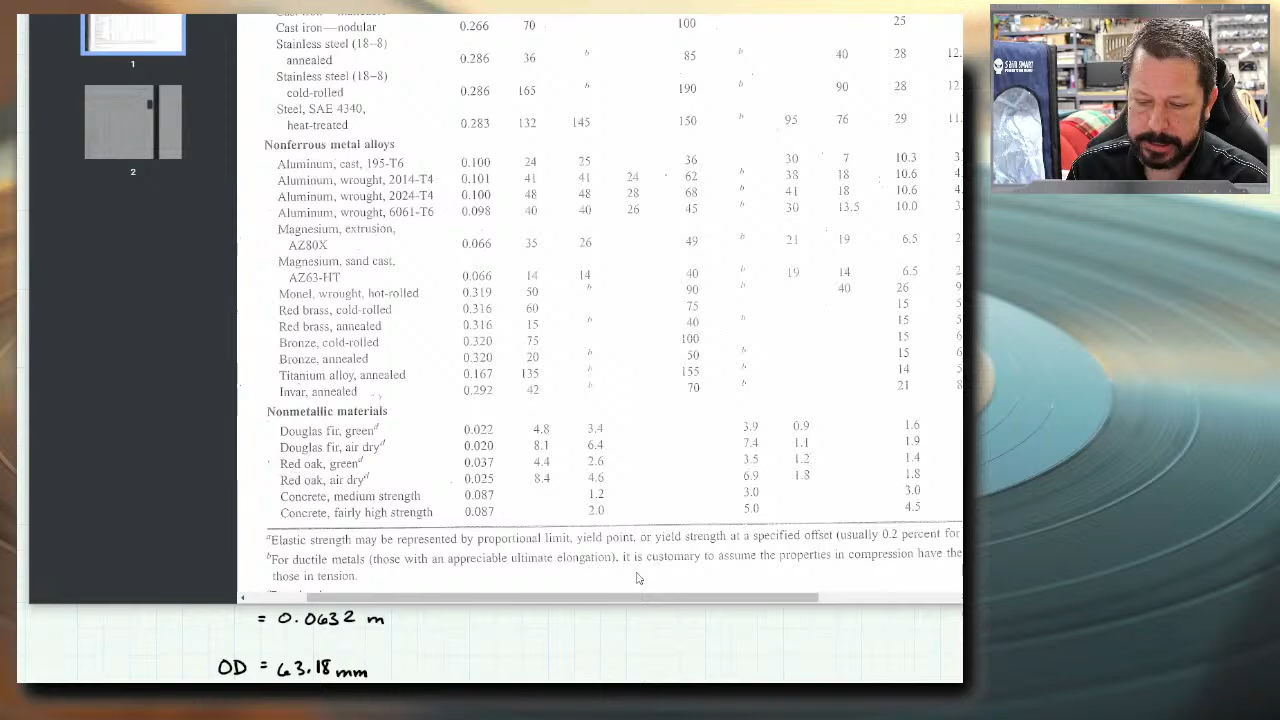 Cast iron—nodular 0.266 70 100 25
Stainless steel (18–8)
annealed 0.286 36 b 85 b 40 28 12.
Stainless steel (18–8)
cold-rolled 0.286 165 b 190 b 90 28 12.
Steel, SAE 4340,
heat-treated 0.283 132 145 150 b 95 76 29 11.
Nonferrous metal alloys
Aluminum, cast, 195-T6 0.100 24 25 36 30 7 10.3 3.
Aluminum, wrought, 2014-T4 0.101 41 41 24 62 b 38 18 10.6 4.
Aluminum, wrought, 2024-T4 0.100 48 48 28 68 b 41 18 10.6 4.
Aluminum, wrought, 6061-T6 0.098 40 40 26 45 b 30 13.5 10.0 3.
Magnesium, extrusion,
AZ80X 0.066 35 26 49 b 21 19 6.5 2
Magnesium, sand cast,
AZ63-HT 0.066 14 14 40 b 19 14 6.5 2
Monel, wrought, hot-rolled 0.319 50 b 90 b 40 26 9
Red brass, cold-rolled 0.316 60 75 15 5
Red brass, annealed 0.316 15 b 40 b 15 5
Bronze, cold-rolled 0.320 75 100 15 6
Bronze, annealed 0.320 20 b 50 b 15 6
Titanium alloy, annealed 0.167 135 b 155 b 14 5
Invar, annealed 0.292 42 b 70 b 21 8
Nonmetallic materials
Douglas fir, green d 0.022 4.8 3.4 3.9 0.9 1.6
Douglas fir, air dry d 0.020 8.1 6.4 7.4 1.1 1.9
Red oak, green d 0.037 4.4 2.6 3.5 1.2 1.4
Red oak, air dry d 0.025 8.4 4.6 6.9 1.8 1.8
Concrete, medium strength 0.087 1.2 3.0 3.0
Concrete, fairly high strength 0.087 2.0 5.0 4.5
a Elastic strength may be represented by proportional limit, yield point, or yield strength at a specified offset (usually 0.2 percent for
b For ductile metals (those with an appreciable ultimate elongation), it is customary to assume the properties in compression have the
those in tension.
1
2
= 0.0632 m
OD = 63.18 mm